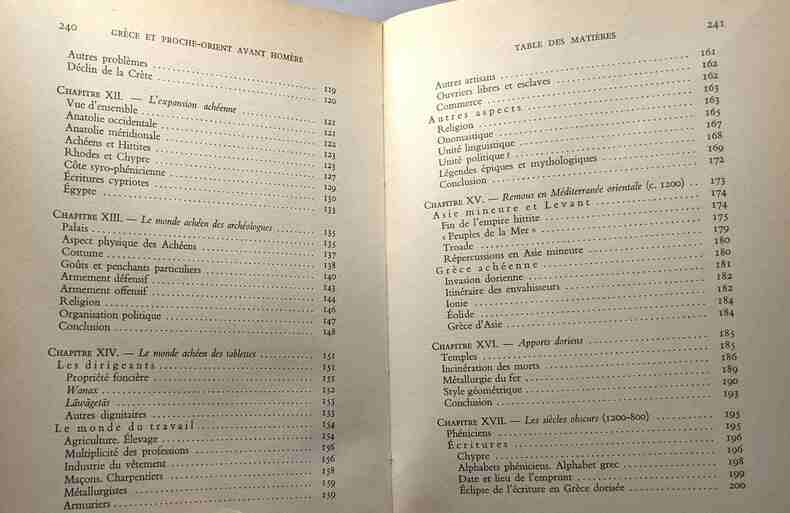 240
GRÈCE ET PROCHE-ORIENT AVANT HOMÈRE
Autres problèmes ........ 119
Déclin de la Crète ........ 120
CHAPITRE XII. — L'expansion achéenne ........ 121
Vue d'ensemble ........ 121
Anatolie occidentale ........ 122
Anatolie méridionale ........ 123
Achéens et Hittites ........ 123
Rhodes et Chypre ........ 127
Côte syro-phénicienne ........ 129
Écritures cypriotes ........ 130
Égypte ........ 133
CHAPITRE XIII. — Le monde achéen des archéologues ........ 135
Palais ........ 135
Aspect physique des Achéens ........ 137
Costume ........ 138
Goûts et penchants particuliers ........ 140
Armement défensif ........ 143
Armement offensif ........ 144
Religion ........ 146
Organisation politique ........ 147
Conclusion ........ 148
CHAPITRE XIV. — Le monde achéen des tablettes ........ 151
Les dirigeants ........ 151
Propriété foncière ........ 151
Wanax ........ 152
Lāwāgetās ........ 153
Autres dignitaires ........ 153
Le monde du travail ........ 154
Agriculture. Élevage ........ 154
Multiplicité des professions ........ 156
Industrie du vêtement ........ 156
Maçons. Charpentiers ........ 158
Métallurgistes ........ 159
Armuriers ........ 159
TABLE DES MATIÈRES
241
Autres artisans ........ 161
Ouvriers libres et esclaves ........ 162
Commerce ........ 162
Autres aspects ........ 163
Religion ........ 163
Onomastique ........ 165
Unité linguistique ........ 167
Unité politique ? ........ 168
Légendes épiques et mythologiques ........ 169
Conclusion ........ 172
CHAPITRE XV. — Remous en Méditerranée orientale (c. 1200) .. 173
Asie mineure et Levant ........ 174
Fin de l'empire hittite ........ 174
« Peuples de la Mer » ........ 175
Troade ........ 179
Répercussions en Asie mineure ........ 180
Grèce achéenne ........ 180
Invasion dorienne ........ 181
Itinéraire des envahisseurs ........ 182
Ionie ........ 182
Éolide ........ 184
Grèce d'Asie ........ 184
CHAPITRE XVI. — Apports doriens ........ 185
Temples ........ 185
Incinération des morts ........ 186
Métallurgie du fer ........ 189
Style géométrique ........ 190
Conclusion ........ 193
CHAPITRE XVII. — Les siècles obscurs (1200-800) ........ 195
Phéniciens ........ 195
Écritures ........ 196
Chypre ........ 196
Alphabets phéniciens. Alphabet grec ........ 198
Date et lieu de l'emprunt ........ 199
Éclipse de l'écriture en Grèce dorisée ........ 200